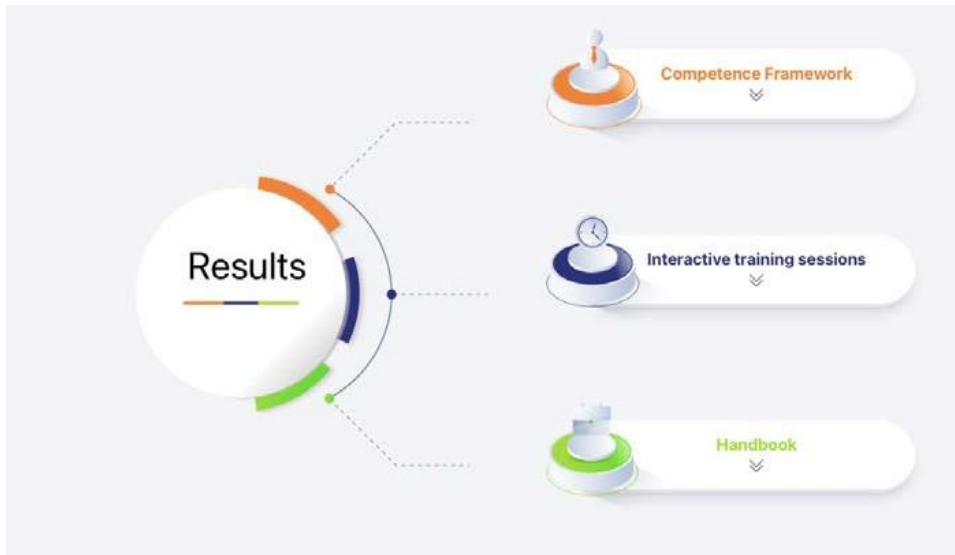 Results
Competence Framework
Interactive training sessions
Handbook